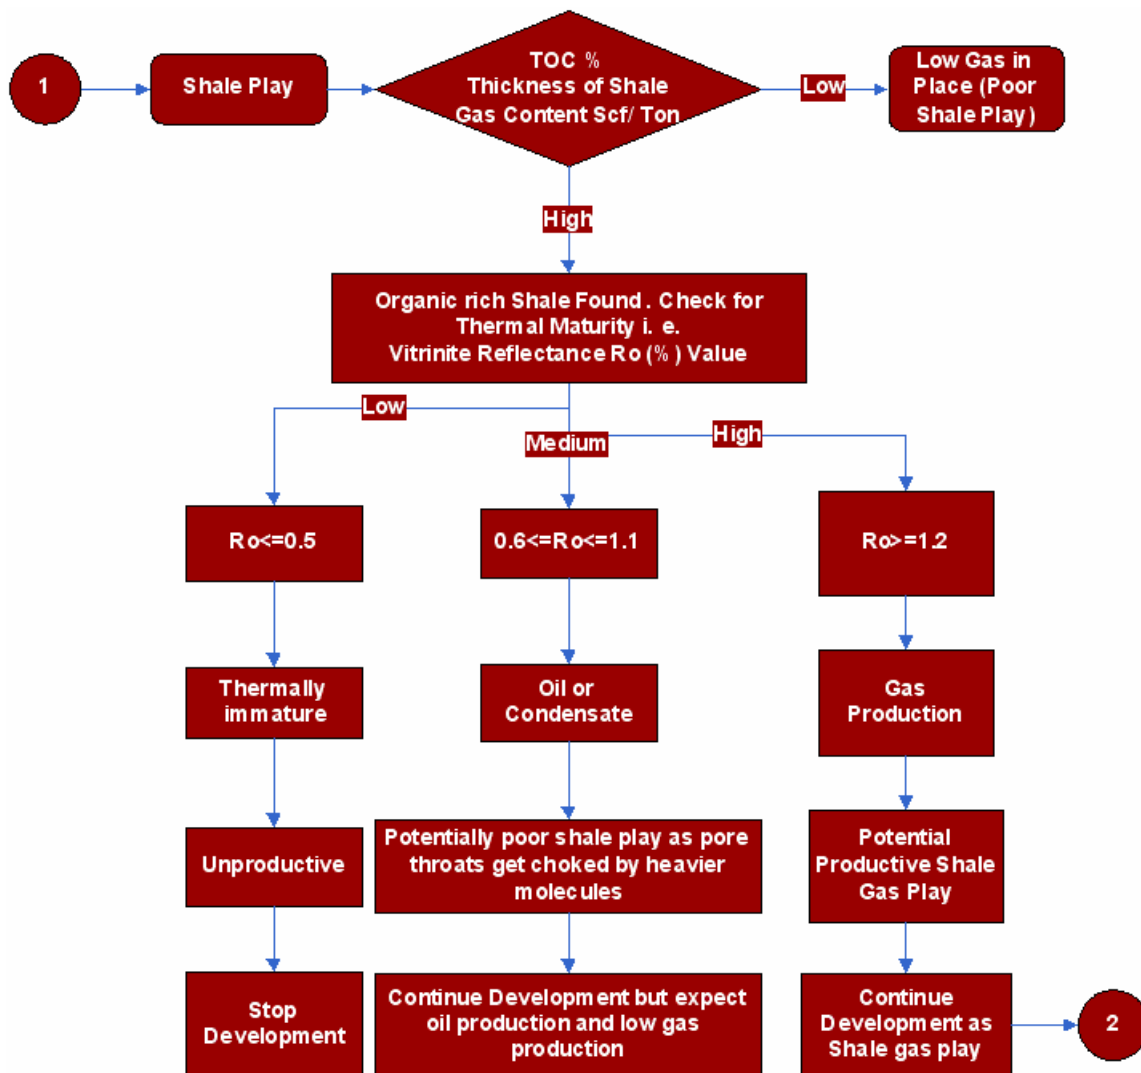 1
Shale Play
TOC %
Thickness of Shale
Gas Content Scf/ Ton
Low
Low Gas in
Place (Poor
Shale Play)
High
Organic rich Shale Found. Check for
Thermal Maturity i. e.
Vitrinite Reflectance Ro (%) Value
Low
Medium
High
Ro<=0.5
0.6<=Ro<=1.1
Ro>=1.2
Thermally
immature
Oil or
Condensate
Gas
Production
Unproductive
Potentially poor shale play as pore
throats get choked by heavier
molecules
Potential
Productive Shale
Gas Play
Stop
Development
Continue Development but expect
oil production and low gas
production
Continue
Development as
Shale gas play
2